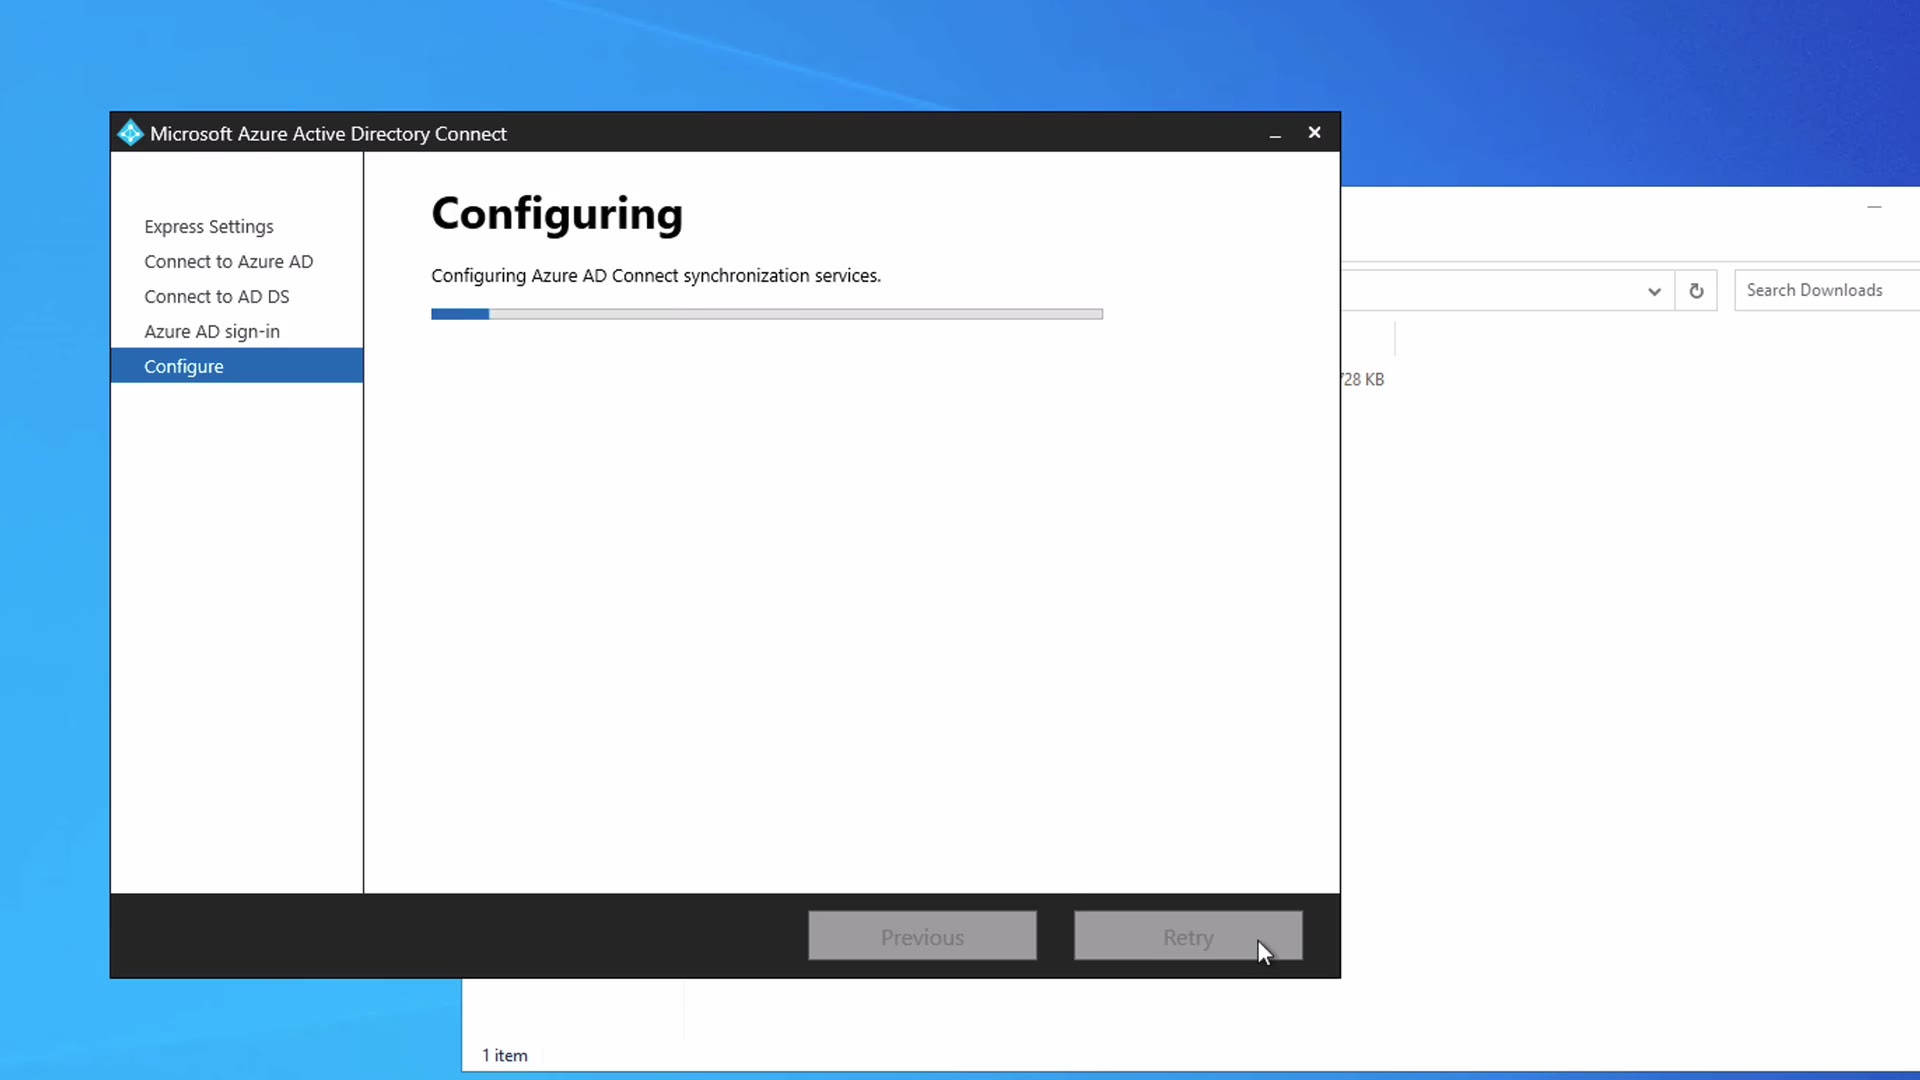 Microsoft Azure Active Directory Connect
Express Settings
Connect to Azure AD
Connect to AD DS
Azure AD sign-in
Configure
Configuring
Configuring Azure AD Connect synchronization services.
Previous
Retry
Search Downloads
28 KB
1 item